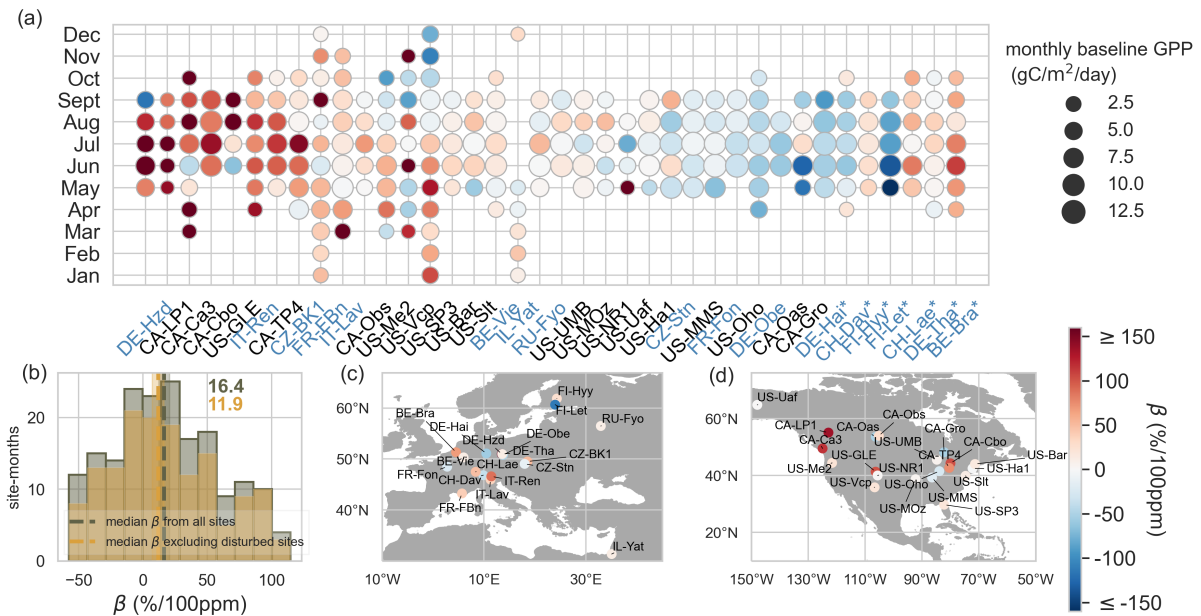 (a)
Dec
Nov
Oct
Sept
Aug
Jul
Jun
May
Apr
Mar
Feb
Jan
monthly baseline GPP
(gC/m²/day)
2.5
5.0
7.5
10.0
12.5
DE-Hzd
CA-LP1
CA-Ca3
CA-Cbo
US-GLE
IT-Ren
CA-TP4
CZ-BK1
FR-FBn
IT-Lav
CA-Obs
US-Me2
US-Vcp
US-SP3
US-Bar
US-Slt
BE-Vie
IL-Yat
RU-Fyo
US-UMB
US-MOz
US-NR1
US-Uaf
US-Ha1
CZ-Stn
US-MMS
FR-Fon
US-Oho
DE-Obe
CA-Oas
CA-Gro
DE-Hai*
CH-Dav*
FI-Hyy*
FI-Let*
CH-Lae*
DE-Tha*
BE-Bra*
(b)
site-months
20
10
0
16.4
11.9
median β from all sites
median β excluding disturbed sites
−50
0
50
100
β (%/100ppm)
(c)
60°N
50°N
40°N
FI-Hyy
FI-Let
RU-Fyo
BE-Bra
DE-Hai
DE-Hzd
DE-Obe
DE-Tha
CZ-BK1
BE-Vie
CH-Lae
CZ-Stn
FR-Fon
CH-Dav
IT-Ren
IT-Lav
FR-FBn
IL-Yat
10°W
10°E
30°E
(d)
60°N
40°N
20°N
US-Uaf
CA-Obs
CA-LP1
CA-Oas
CA-Gro
CA-Ca3
US-UMB
CA-Cbo
US-GLE
CA-TP4
US-Bar
US-Me2
US-NR1
US-Ha1
US-Vcp
US-Oho
US-Slt
US-MMS
US-MOz
US-SP3
150°W
130°W
110°W
90°W
70°W
50°W
≥ 150
100
50
0
-50
-100
≤ -150
β (%/100ppm)